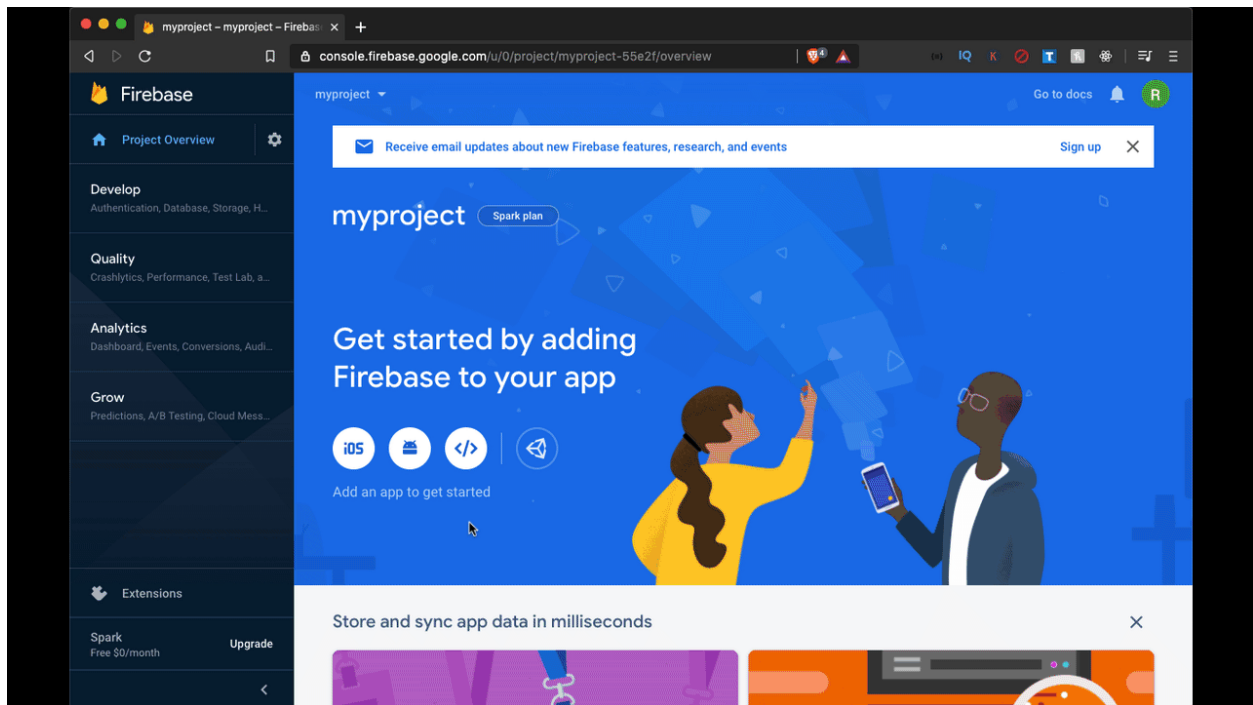 myproject – myproject – Fireba
console.firebase.google.com/u/0/project/myproject-55e2f/overview
4
IQ
K
T
Firebase
myproject
Go to docs
R
Project Overview
Receive email updates about new Firebase features, research, and events
Sign up
Develop
Authentication, Database, Storage, H...
myproject
Spark plan
Quality
Crashlytics, Performance, Test Lab, a...
Analytics
Dashboard, Events, Conversions, Audi...
Get started by adding
Firebase to your app
Grow
Predictions, A/B Testing, Cloud Mess...
iOS
</>
Add an app to get started
Extensions
Spark
Free $0/month
Upgrade
Store and sync app data in milliseconds